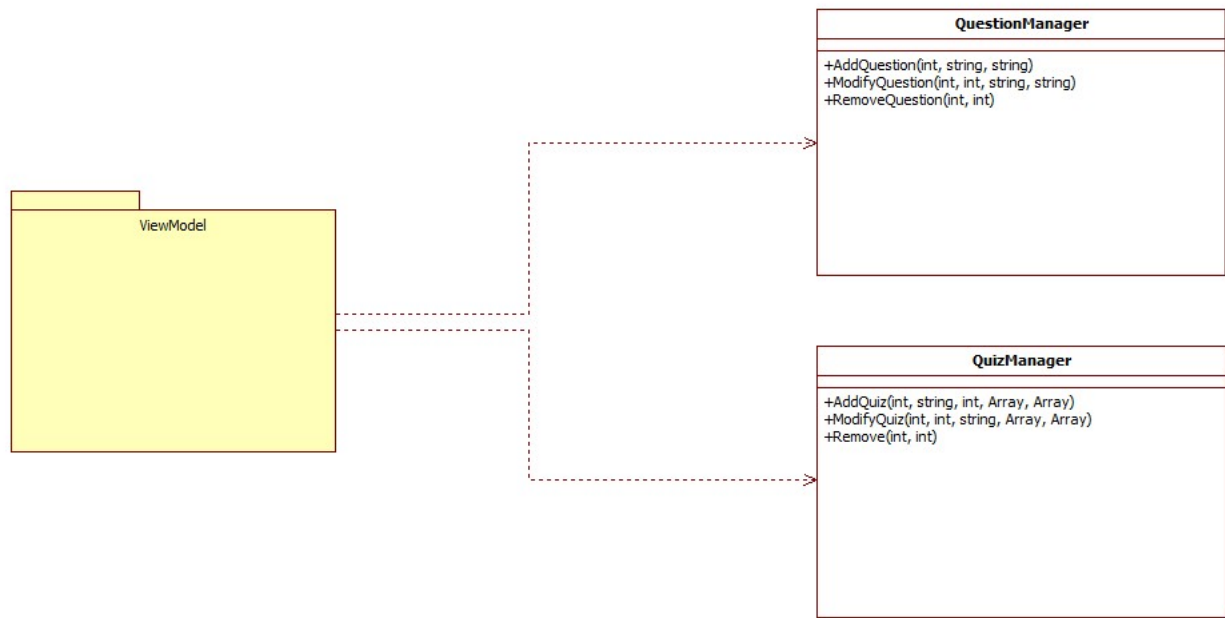 QuestionManager
+AddQuestion(int, string, string)
+ModifyQuestion(int, int, string, string)
+RemoveQuestion(int, int)
ViewModel
QuizManager
+AddQuiz(int, string, int, Array, Array)
+ModifyQuiz(int, int, string, Array, Array)
+Remove(int, int)